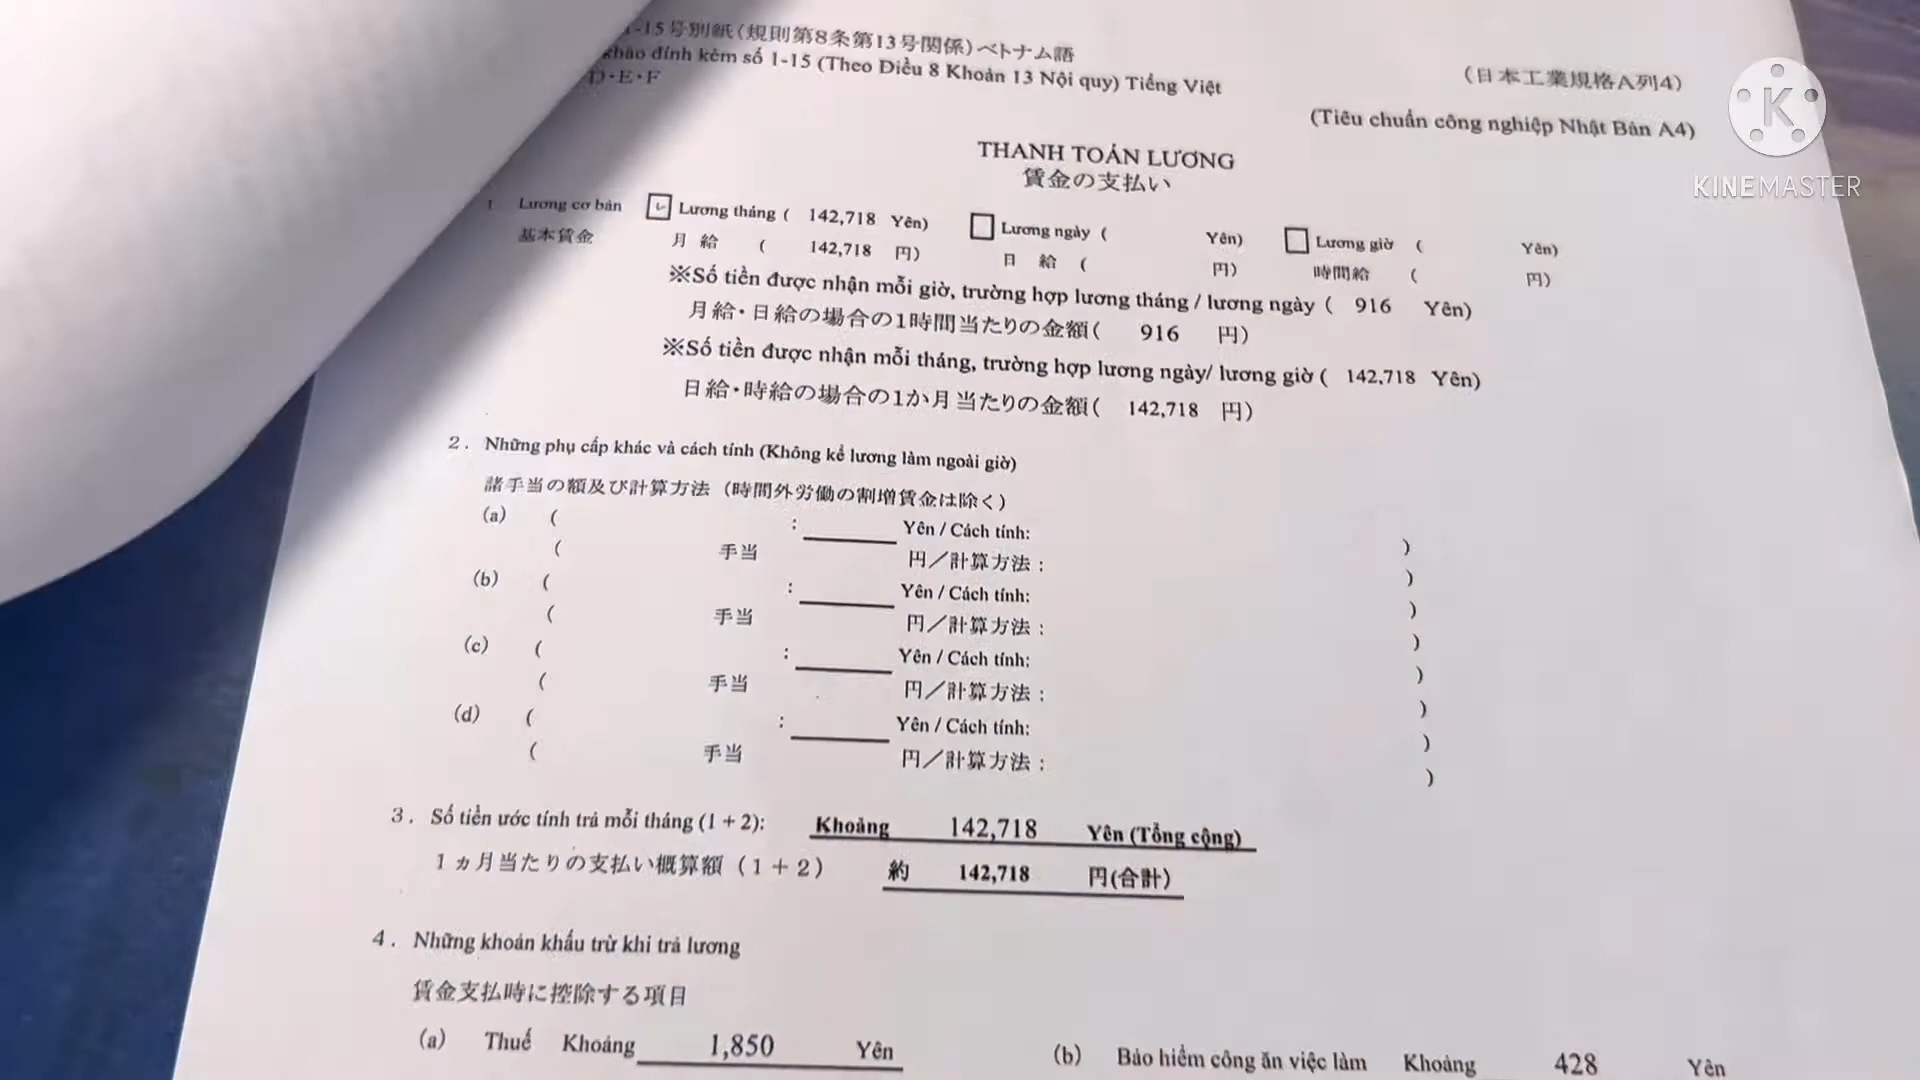 1-15号別紙（規則第8条第13号関係）ベトナム語
khảo đính kèm số 1-15 (Theo Điều 8 Khoản 13 Nội quy) Tiếng Việt
D・E・F
（日本工業規格A列4）
(Tiêu chuẩn công nghiệp Nhật Bản A4)
KINEMASTER
THANH TOÁN LƯƠNG
賃金の支払い
1 Lương cơ bản ☑ Lương tháng ( 142,718 Yên) ☐ Lương ngày ( Yên) ☐ Lương giờ ( Yên)
基本賃金 月給 ( 142,718 円） 日給 ( 円） 時間給 ( 円）
※Số tiền được nhận mỗi giờ, trường hợp lương tháng / lương ngày ( 916 Yên)
月給・日給の場合の1時間当たりの金額( 916 円）
※Số tiền được nhận mỗi tháng, trường hợp lương ngày/ lương giờ ( 142,718 Yên)
日給・時給の場合の1か月当たりの金額( 142,718 円）
2. Những phụ cấp khác và cách tính (Không kể lương làm ngoài giờ)
諸手当の額及び計算方法（時間外労働の割増賃金は除く）
(a) ( : Yên / Cách tính: )
( 手当 円／計算方法： )
(b) ( : Yên / Cách tính: )
( 手当 円／計算方法： )
(c) ( : Yên / Cách tính: )
( 手当 円／計算方法： )
(d) ( : Yên / Cách tính: )
( 手当 円／計算方法： )
3. Số tiền ước tính trả mỗi tháng (1 + 2): Khoảng 142,718 Yên (Tổng cộng)
1ヵ月当たりの支払い概算額（1＋2） 約 142,718 円(合計）
4. Những khoản khấu trừ khi trả lương
賃金支払時に控除する項目
(a) Thuế Khoảng 1,850 Yên (b) Bảo hiểm công ăn việc làm Khoảng 428 Yên